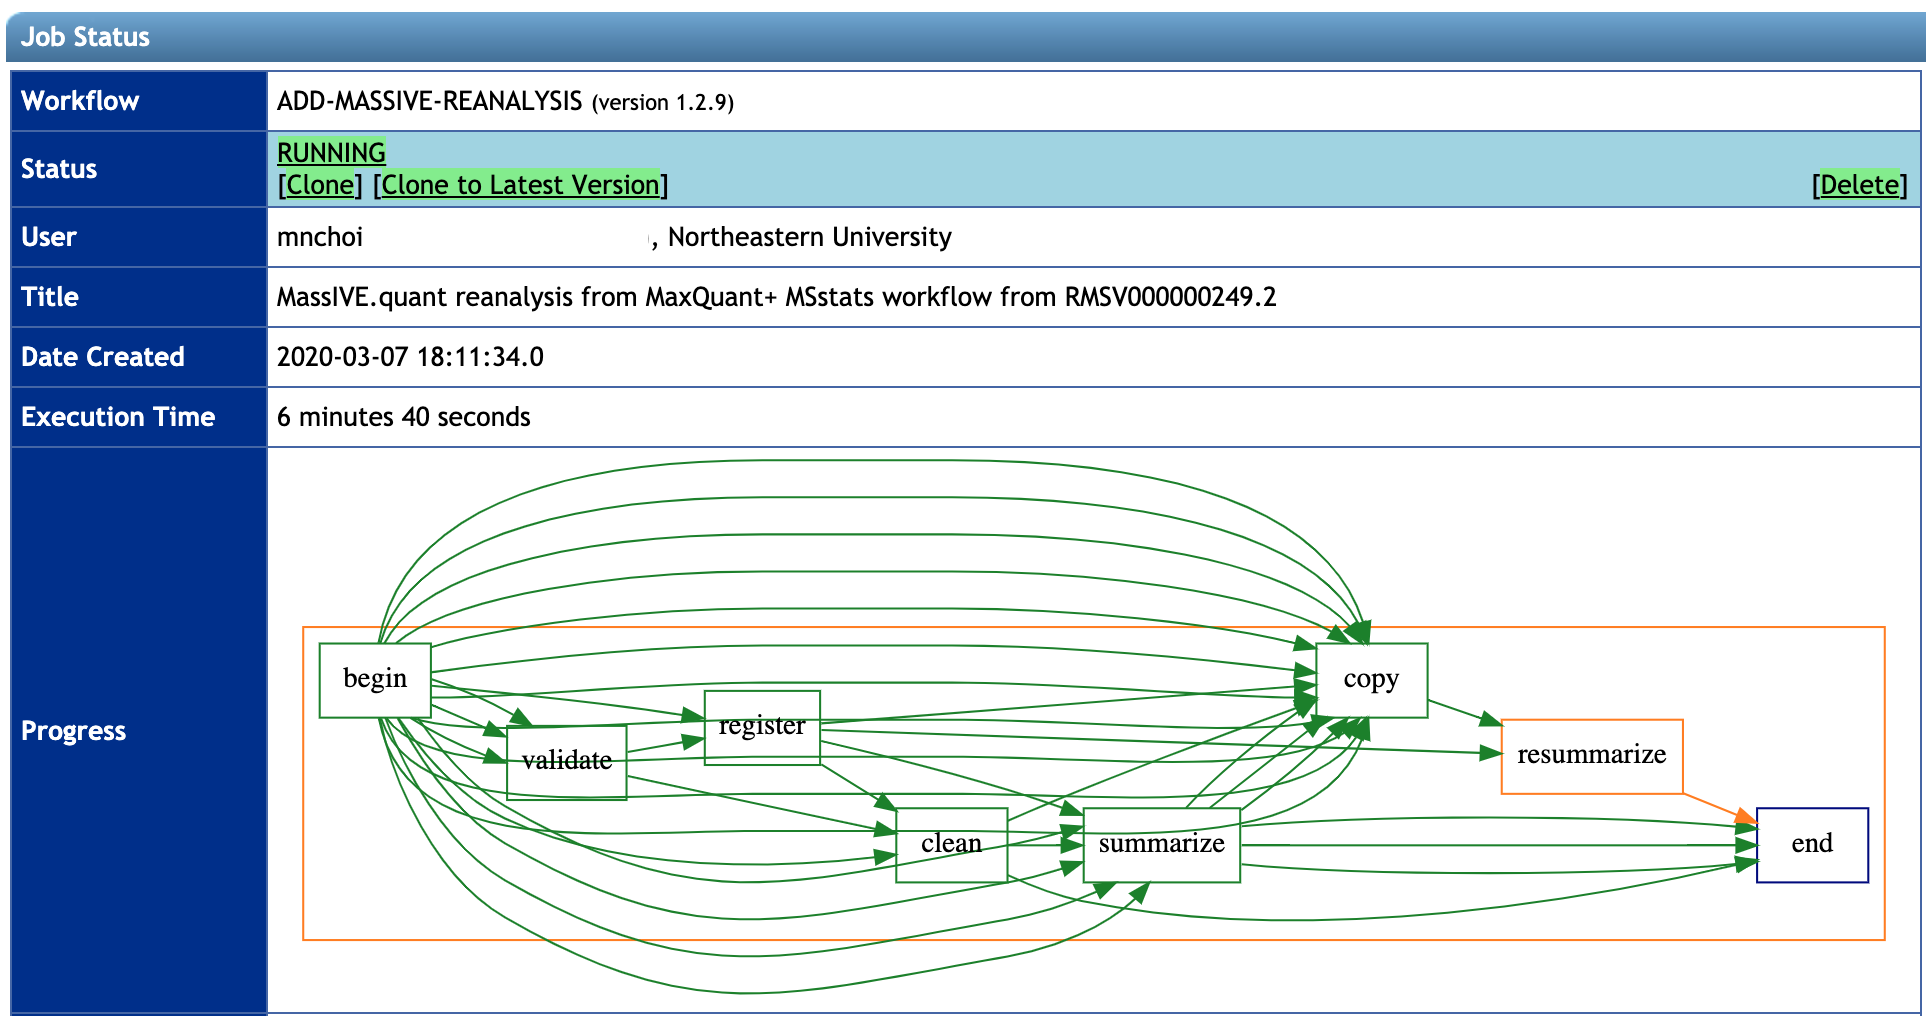 Job Status
Workflow
ADD-MASSIVE-REANALYSIS (version 1.2.9)
Status
RUNNING
[Clone] [Clone to Latest Version]
[Delete]
User
mnchoi , Northeastern University
Title
MassIVE.quant reanalysis from MaxQuant+ MSstats workflow from RMSV000000249.2
Date Created
2020-03-07 18:11:34.0
Execution Time
6 minutes 40 seconds
Progress
begin
validate
register
clean
summarize
copy
resummarize
end